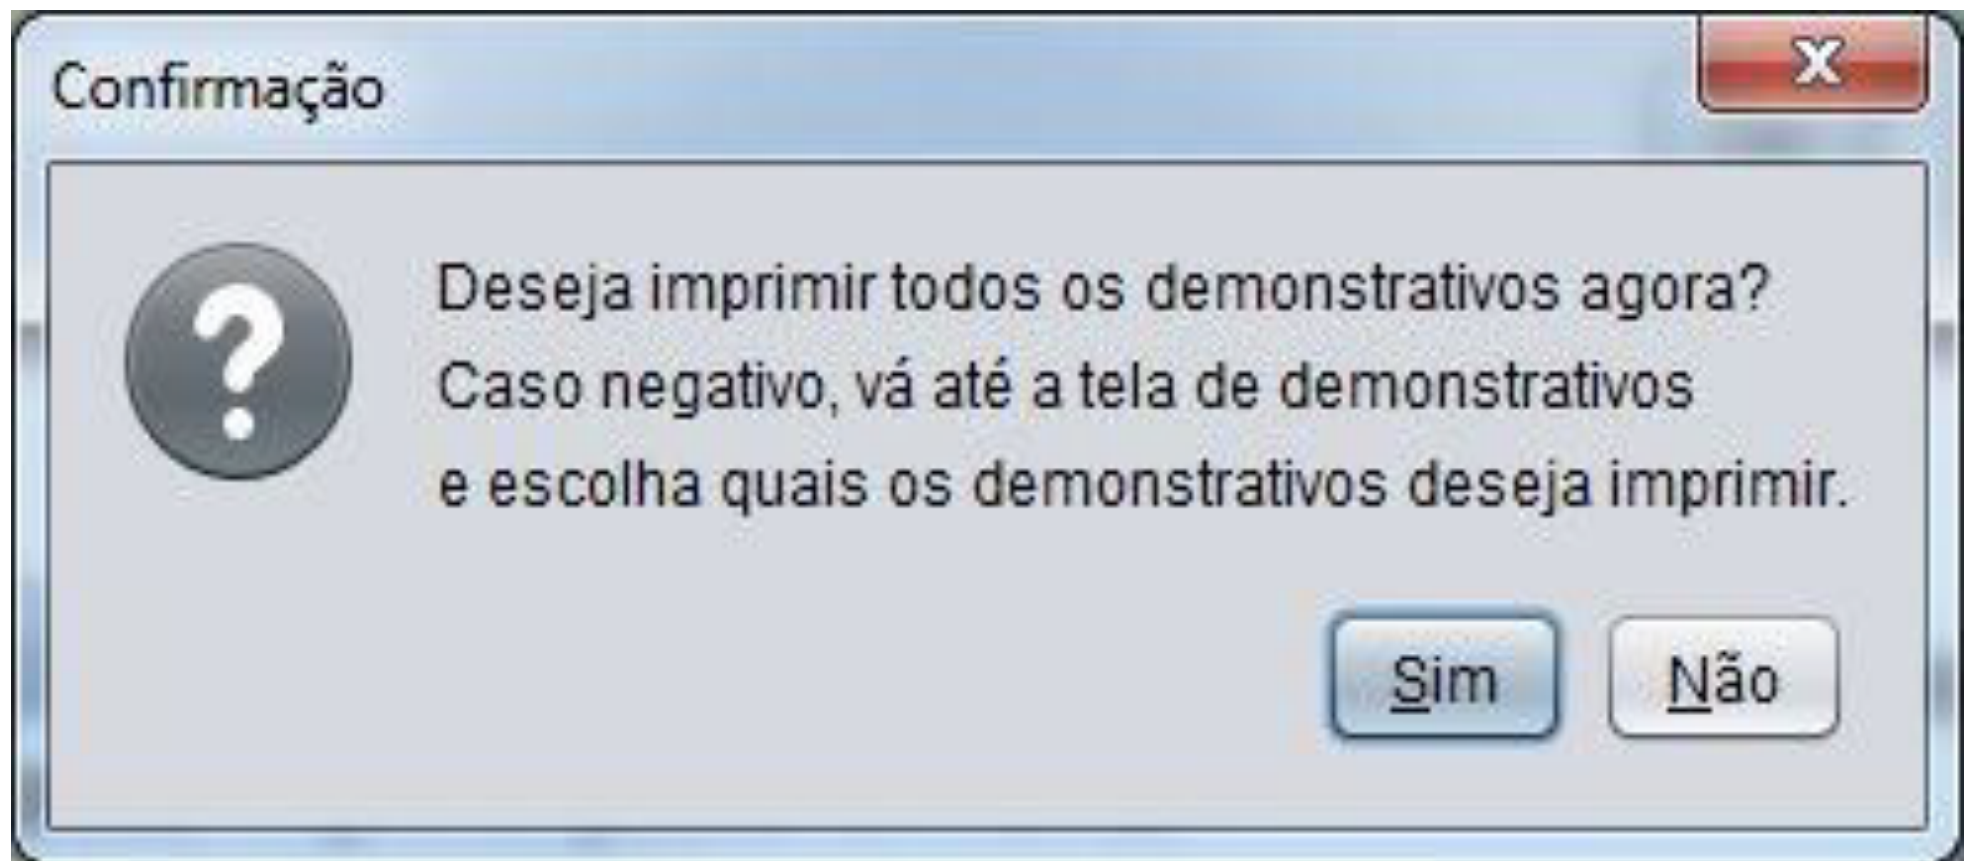 Confirmação
Deseja imprimir todos os demonstrativos agora?
Caso negativo, vá até a tela de demonstrativos
e escolha quais os demonstrativos deseja imprimir.
Sim Não